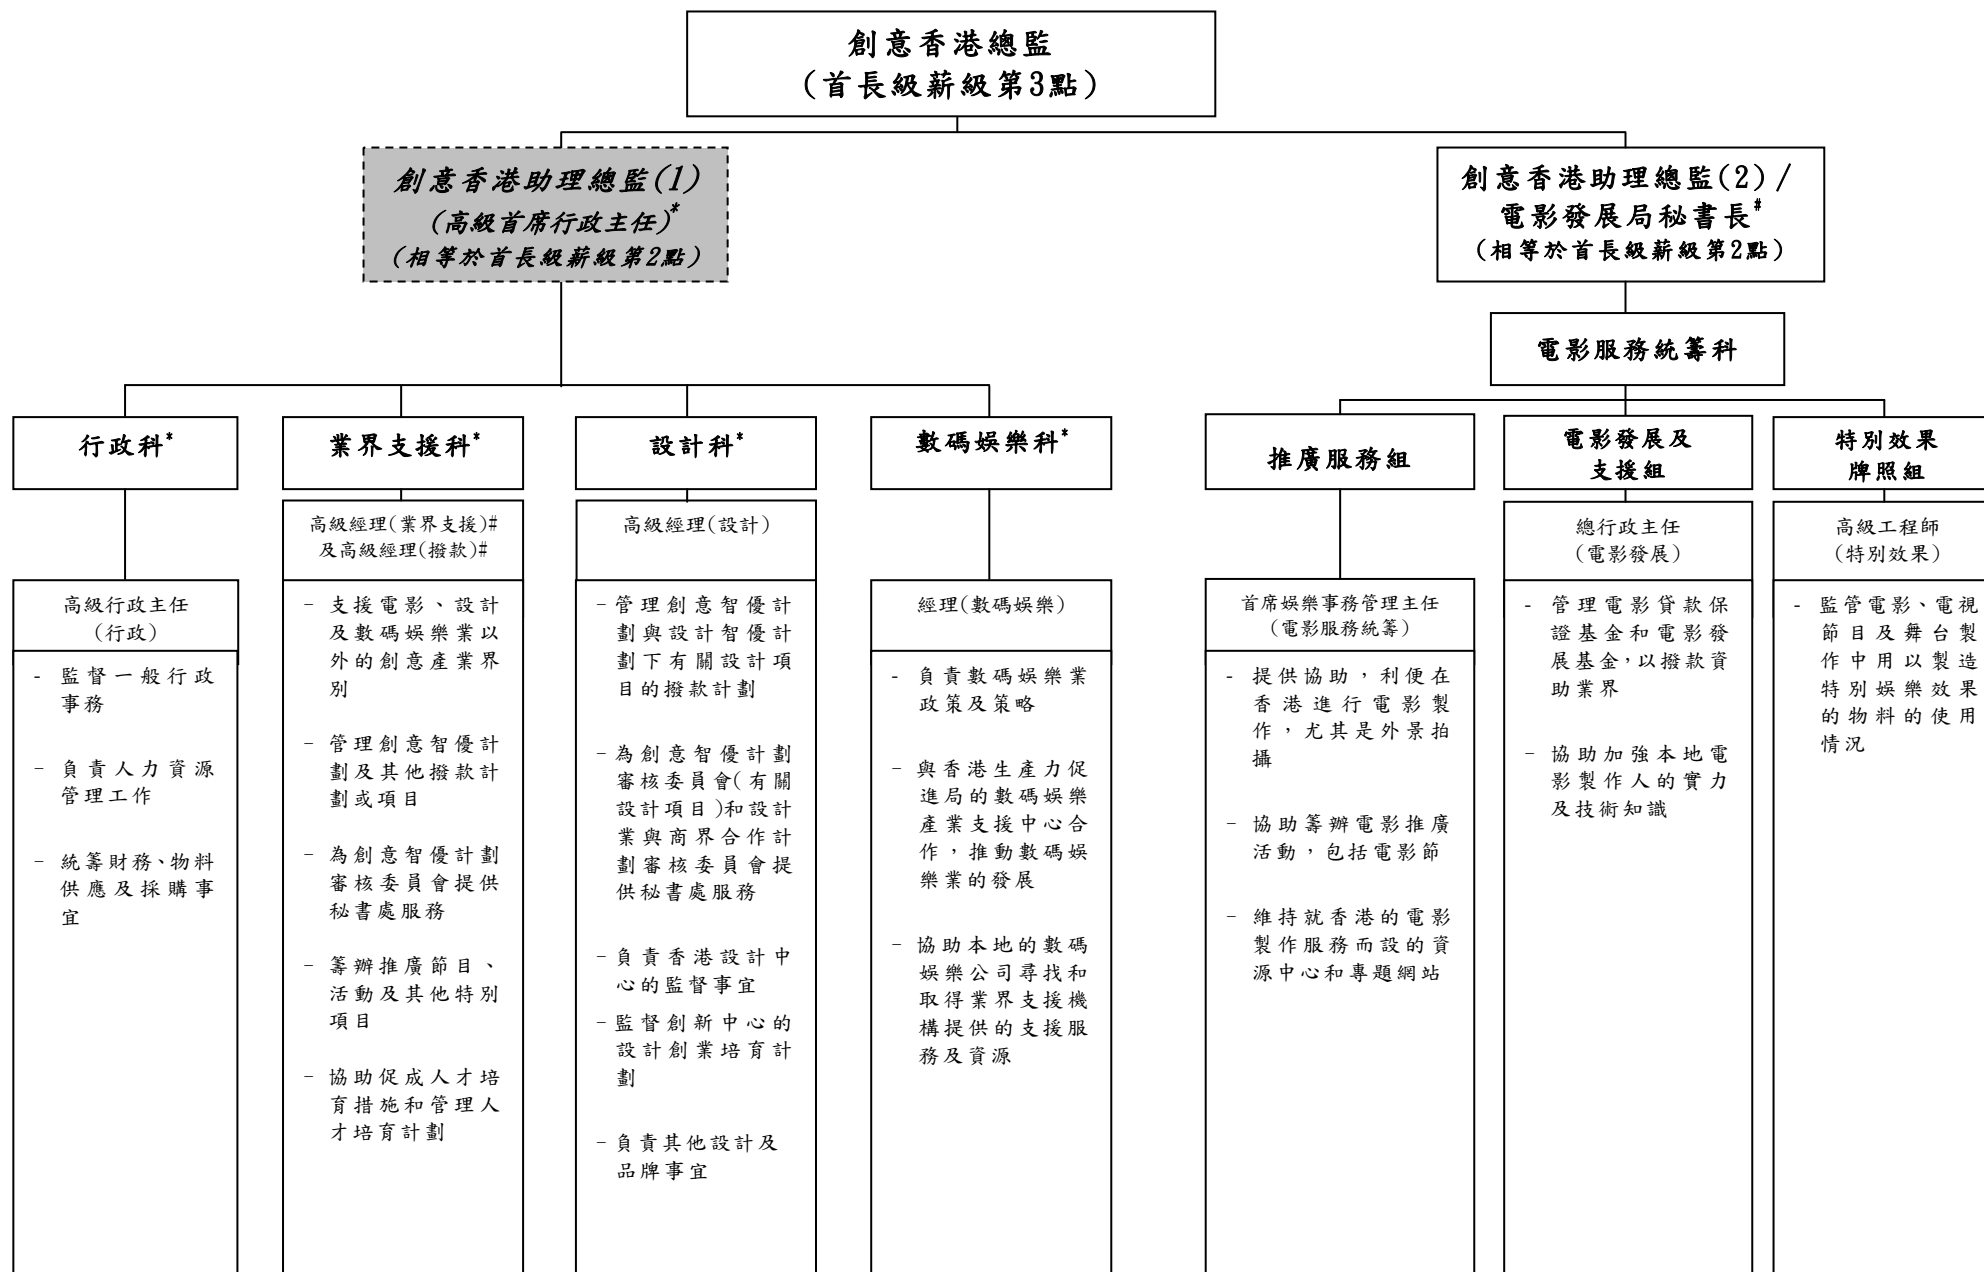 創意香港總監
(首長級薪級第3點)
創意香港助理總監(1)
(高級首席行政主任)*
(相等於首長級薪級第2點)
創意香港助理總監(2)/
電影發展局秘書長#
(相等於首長級薪級第2點)
電影服務統籌科
行政科*
高級行政主任
(行政)
- 監督一般行政
事務
- 負責人力資源
管理工作
- 統籌財務、物料
供應及採購事
宜
業界支援科*
高級經理(業界支援)#
及高級經理(撥款)#
- 支援電影、設計
及數碼娛樂業以
外的創意產業界
別
- 管理創意智優計
劃及其他撥款計
劃或項目
- 為創意智優計劃
審核委員會提供
秘書處服務
- 籌辦推廣節目、
活動及其他特別
項目
- 協助促成人才培
育措施和管理人
才培育計劃
設計科*
高級經理(設計)
- 管理創意智優計
劃與設計智優計
劃下有關設計項
目的撥款計劃
- 為創意智優計劃
審核委員會(有關
設計項目)和設計
業與商界合作計
劃審核委員會提
供秘書處服務
- 負責香港設計中
心的監督事宜
- 監督創新中心的
設計創業培育計
劃
- 負責其他設計及
品牌事宜
數碼娛樂科*
經理(數碼娛樂)
- 負責數碼娛樂業
政策及策略
- 與香港生產力促
進局的數碼娛樂
產業支援中心合
作，推動數碼娛
樂業的發展
- 協助本地的數碼
娛樂公司尋找和
取得業界支援機
構提供的支援服
務及資源
推廣服務組
首席娛樂事務管理主任
(電影服務統籌)
- 提供協助，利便在
香港進行電影製
作，尤其是外景拍
攝
- 協助籌辦電影推廣
活動，包括電影節
- 維持就香港的電影
製作服務而設的資
源中心和專題網站
電影發展及
支援組
總行政主任
(電影發展)
- 管理電影貸款保
證基金和電影發
展基金，以撥款資
助業界
- 協助加強本地電
影製作人的實力
及技術知識
特別效果
牌照組
高級工程師
(特別效果)
- 監管電影、電視
節目及舞台製
作中用以製造
特別娛樂效果
的物料的使用
情況